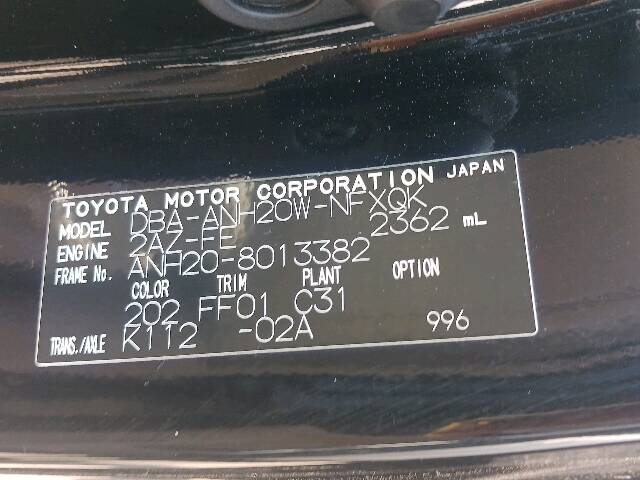 TOYOTA MOTOR CORPORATION JAPAN
MODEL DBA-ANH20W-NFXQK
ENGINE 2AZ-FE 2362 mL
FRAME No. ANH20-8013382
COLOR TRIM PLANT OPTION
202 FF01 C31
TRANS./AXLE K112 -02A 996